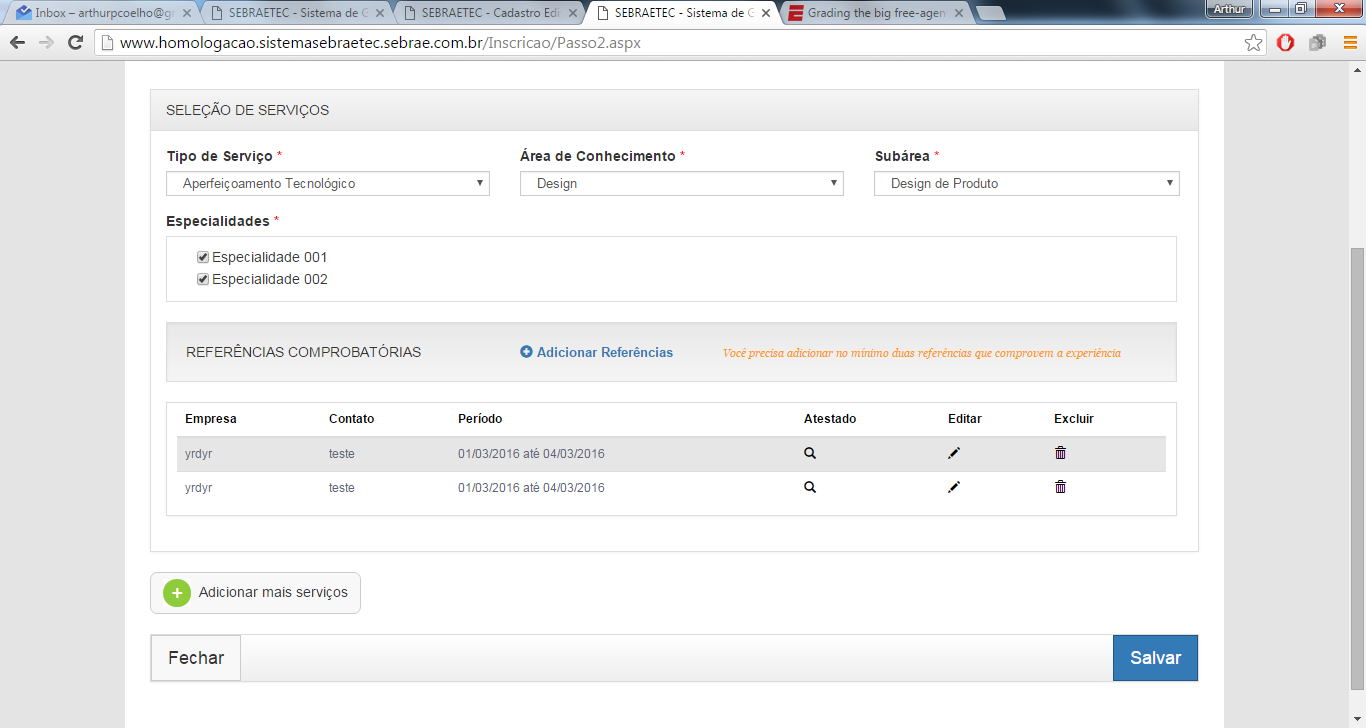 Inbox – arthurpcoelho@g
SEBRAETEC - Sistema de G
SEBRAETEC - Cadastro Edi
SEBRAETEC - Sistema de G
Grading the big free-agen
Arthur
www.homologacao.sistemasebraetec.sebrae.com.br/Inscricao/Passo2.aspx
SELEÇÃO DE SERVIÇOS
Tipo de Serviço * Área de Conhecimento * Subárea *
Aperfeiçoamento Tecnológico Design Design de Produto
Especialidades *
Especialidade 001
Especialidade 002
REFERÊNCIAS COMPROBATÓRIAS Adicionar Referências Você precisa adicionar no mínimo duas referências que comprovem a experiência
Empresa Contato Período Atestado Editar Excluir
yrdyr teste 01/03/2016 até 04/03/2016
yrdyr teste 01/03/2016 até 04/03/2016
Adicionar mais serviços
Fechar Salvar